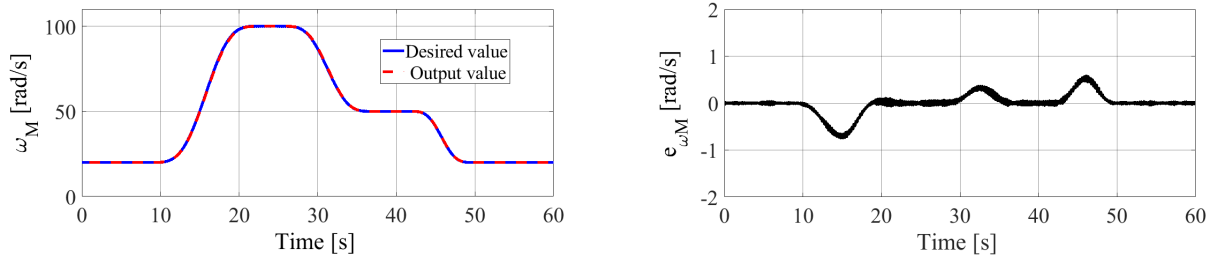 100
50
0
ω_M [rad/s]
Desired value
Output value
0 10 20 30 40 50 60
Time [s]
2
1
0
-1
-2
e_ωM [rad/s]
0 10 20 30 40 50 60
Time [s]